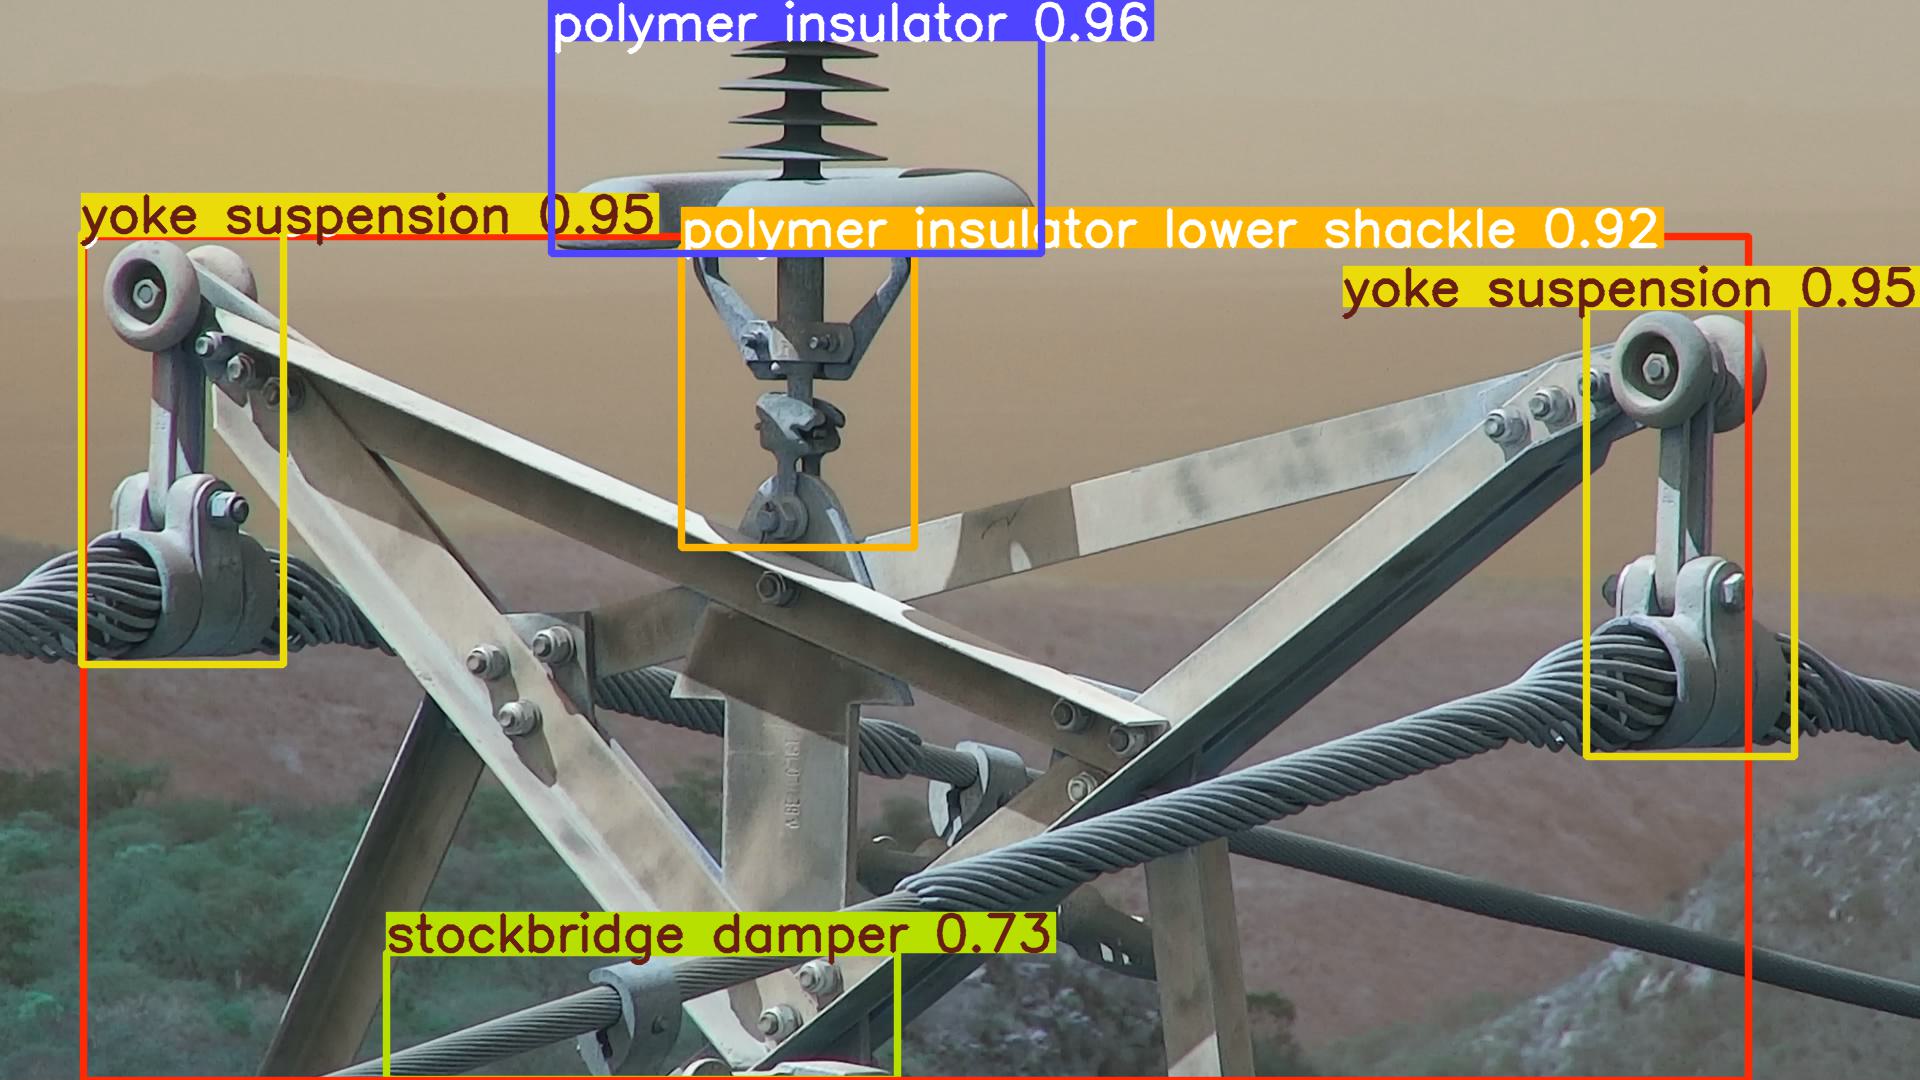 polymer insulator 0.96
yoke suspension 0.95
polymer insulator lower shackle 0.92
yoke suspension 0.95
stockbridge damper 0.73